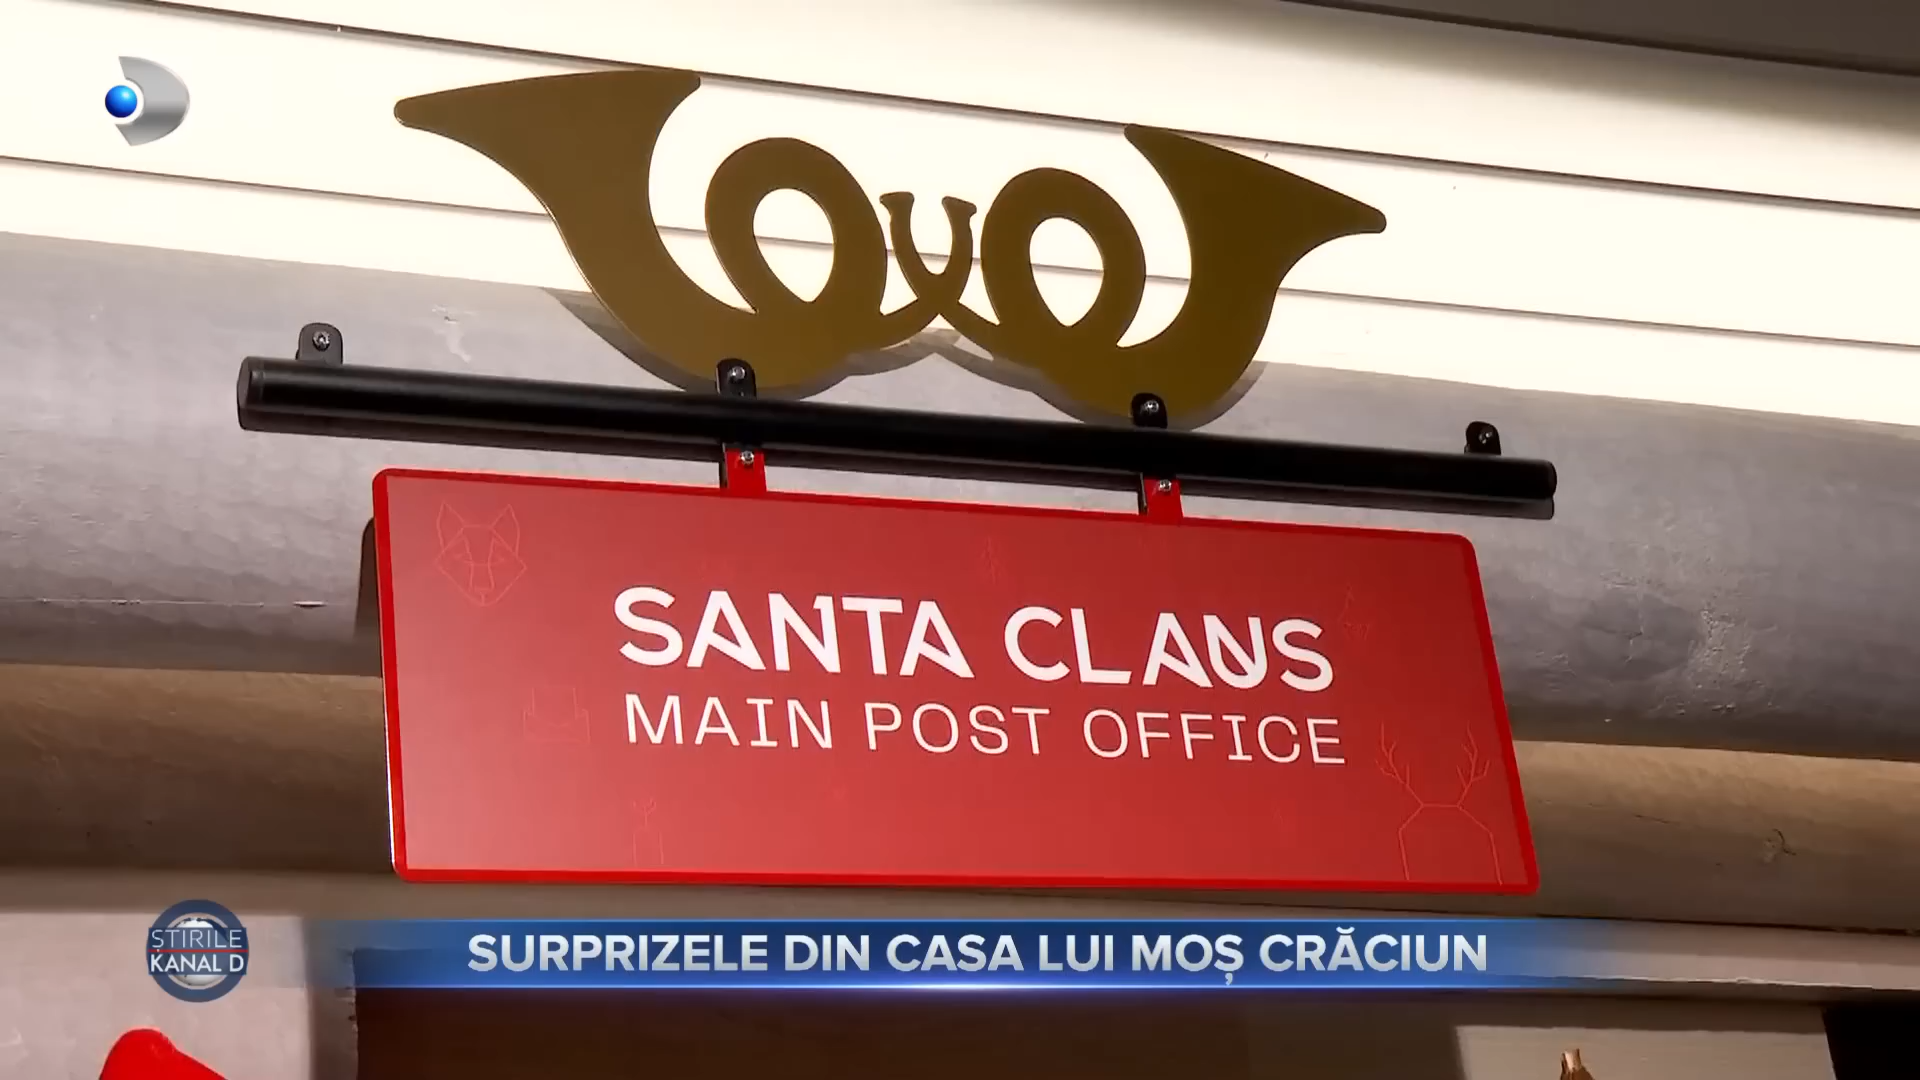 SANTA CLAUS
MAIN POST OFFICE
ȘTIRILE
KANAL D
SURPRIZELE DIN CASA LUI MOȘ CRĂCIUN